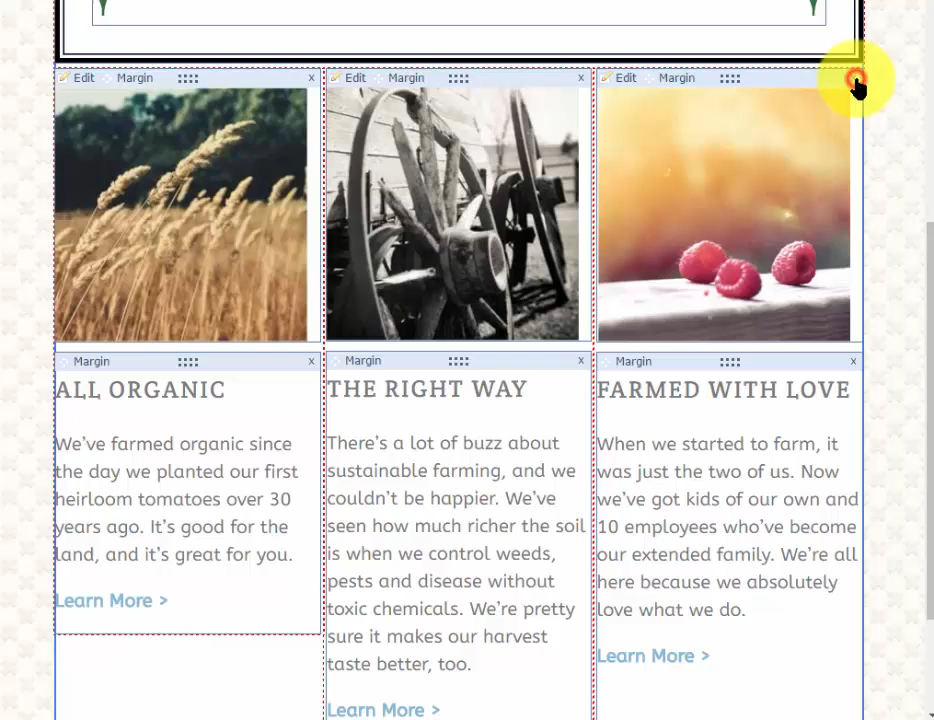 Edit Margin x
Edit Margin x
Edit Margin
Margin x
ALL ORGANIC
We've farmed organic since
the day we planted our first
heirloom tomatoes over 30
years ago. It's good for the
land, and it's great for you.
Learn More >
Margin x
THE RIGHT WAY
There's a lot of buzz about
sustainable farming, and we
couldn't be happier. We've
seen how much richer the soil
is when we control weeds,
pests and disease without
toxic chemicals. We're pretty
sure it makes our harvest
taste better, too.
Learn More >
Margin x
FARMED WITH LOVE
When we started to farm, it
was just the two of us. Now
we've got kids of our own and
10 employees who've become
our extended family. We're all
here because we absolutely
love what we do.
Learn More >